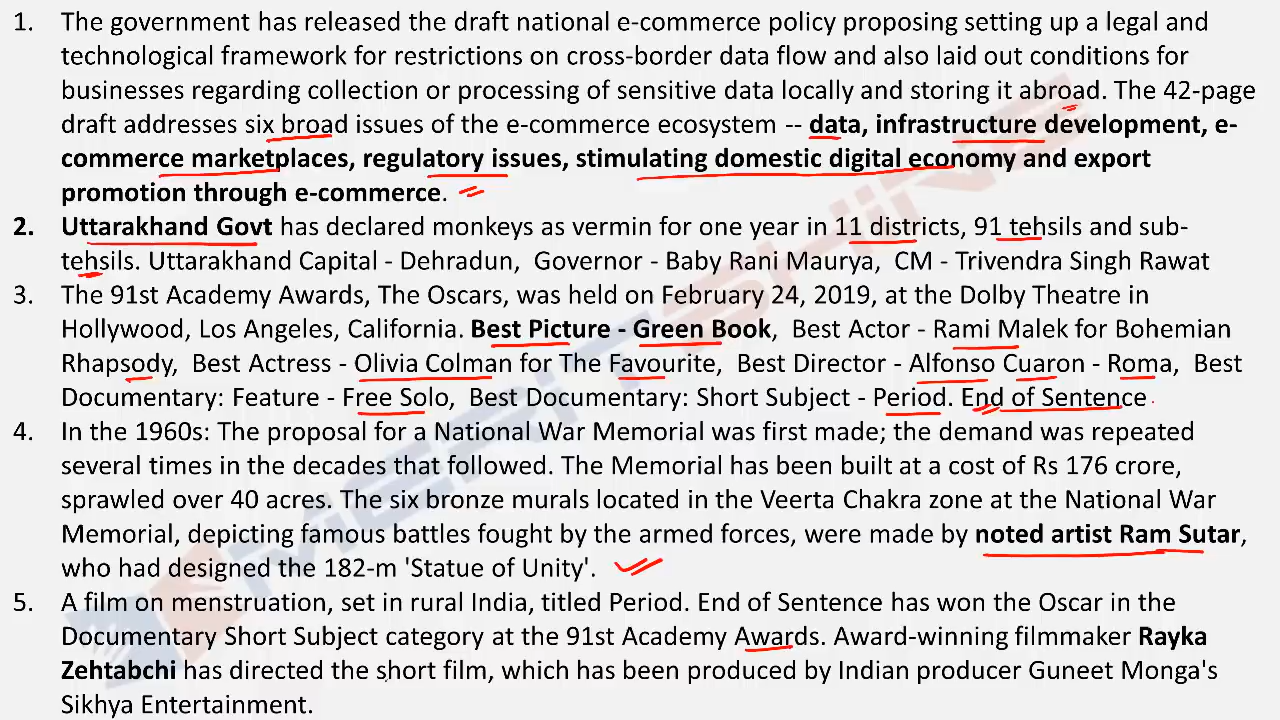 1. The government has released the draft national e-commerce policy proposing setting up a legal and
technological framework for restrictions on cross-border data flow and also laid out conditions for
businesses regarding collection or processing of sensitive data locally and storing it abroad. The 42-page
draft addresses six broad issues of the e-commerce ecosystem -- data, infrastructure development, e-
commerce marketplaces, regulatory issues, stimulating domestic digital economy and export
promotion through e-commerce.
2. Uttarakhand Govt has declared monkeys as vermin for one year in 11 districts, 91 tehsils and sub-
tehsils. Uttarakhand Capital - Dehradun, Governor - Baby Rani Maurya, CM - Trivendra Singh Rawat
3. The 91st Academy Awards, The Oscars, was held on February 24, 2019, at the Dolby Theatre in
Hollywood, Los Angeles, California. Best Picture - Green Book, Best Actor - Rami Malek for Bohemian
Rhapsody, Best Actress - Olivia Colman for The Favourite, Best Director - Alfonso Cuaron - Roma, Best
Documentary: Feature - Free Solo, Best Documentary: Short Subject - Period. End of Sentence
4. In the 1960s: The proposal for a National War Memorial was first made; the demand was repeated
several times in the decades that followed. The Memorial has been built at a cost of Rs 176 crore,
sprawled over 40 acres. The six bronze murals located in the Veerta Chakra zone at the National War
Memorial, depicting famous battles fought by the armed forces, were made by noted artist Ram Sutar,
who had designed the 182-m 'Statue of Unity'.
5. A film on menstruation, set in rural India, titled Period. End of Sentence has won the Oscar in the
Documentary Short Subject category at the 91st Academy Awards. Award-winning filmmaker Rayka
Zehtabchi has directed the short film, which has been produced by Indian producer Guneet Monga's
Sikhya Entertainment.
MERITSHINE